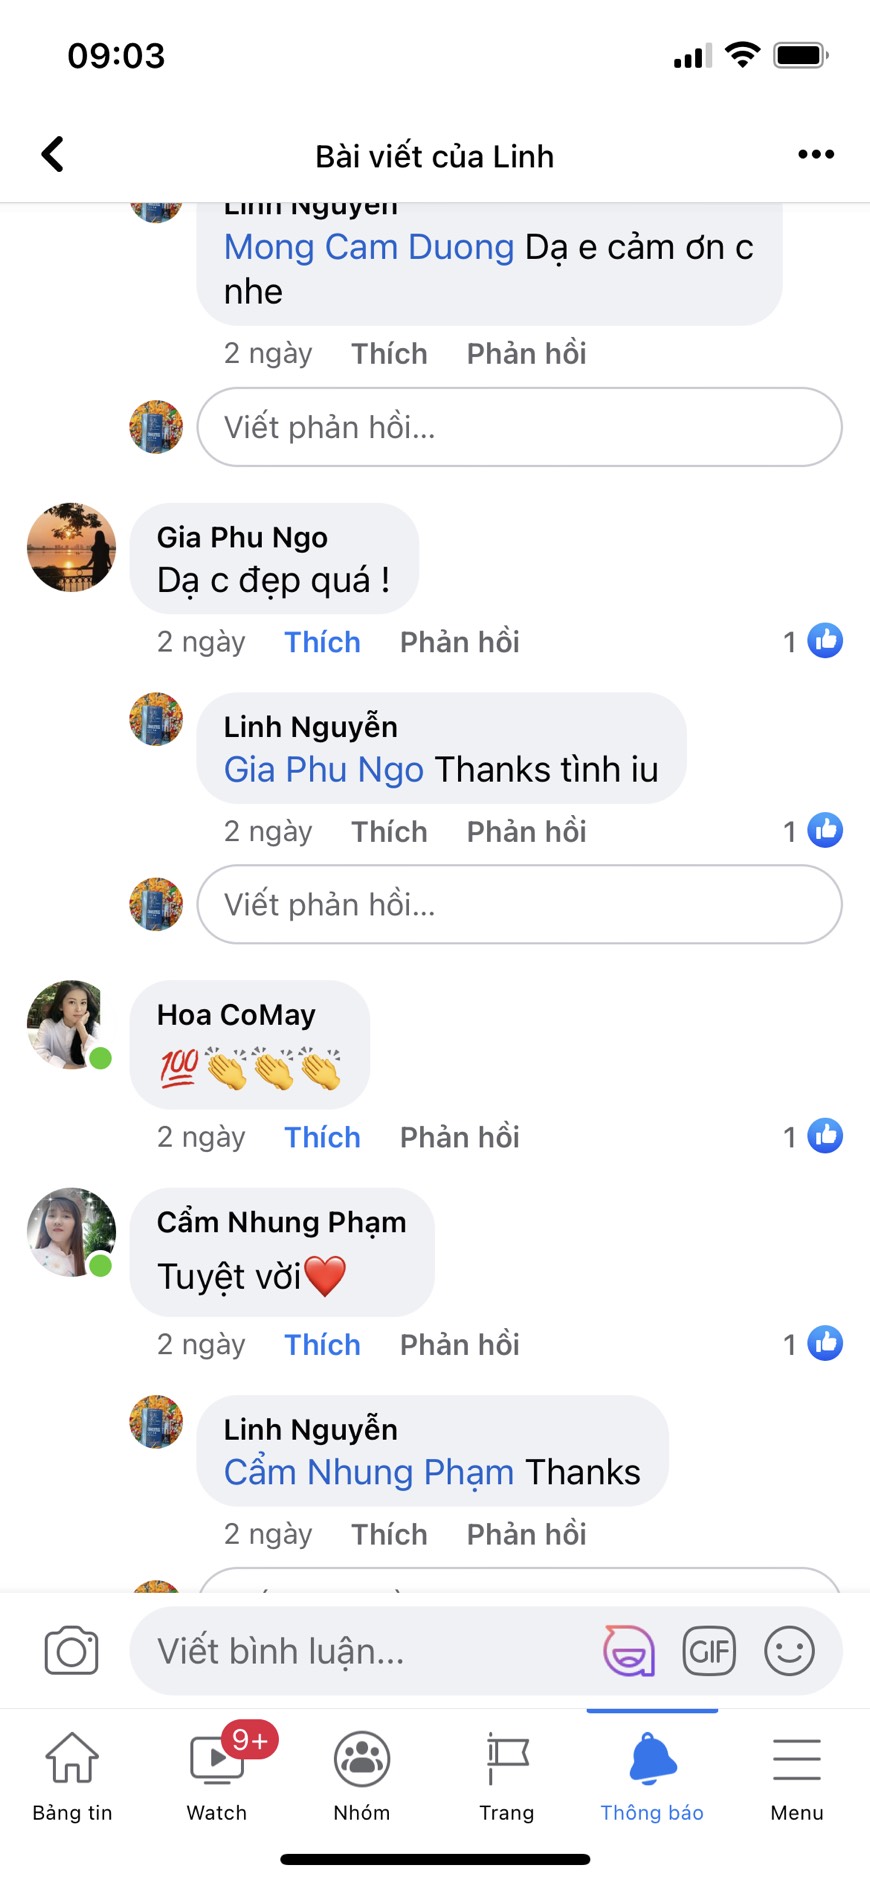 09:03
Bài viết của Linh
Linh Nguyễn
Mong Cam Duong Dạ e cảm ơn c
nhe
2 ngày Thích Phản hồi
Viết phản hồi...
Gia Phu Ngo
Dạ c đẹp quá !
2 ngày Thích Phản hồi 1
Linh Nguyễn
Gia Phu Ngo Thanks tình iu
2 ngày Thích Phản hồi 1
Viết phản hồi...
Hoa CoMay
💯👏👏👏
2 ngày Thích Phản hồi 1
Cẩm Nhung Phạm
Tuyệt vời❤️
2 ngày Thích Phản hồi 1
Linh Nguyễn
Cẩm Nhung Phạm Thanks
2 ngày Thích Phản hồi
Viết bình luận...
GIF
9+
Bảng tin Watch Nhóm Trang Thông báo Menu